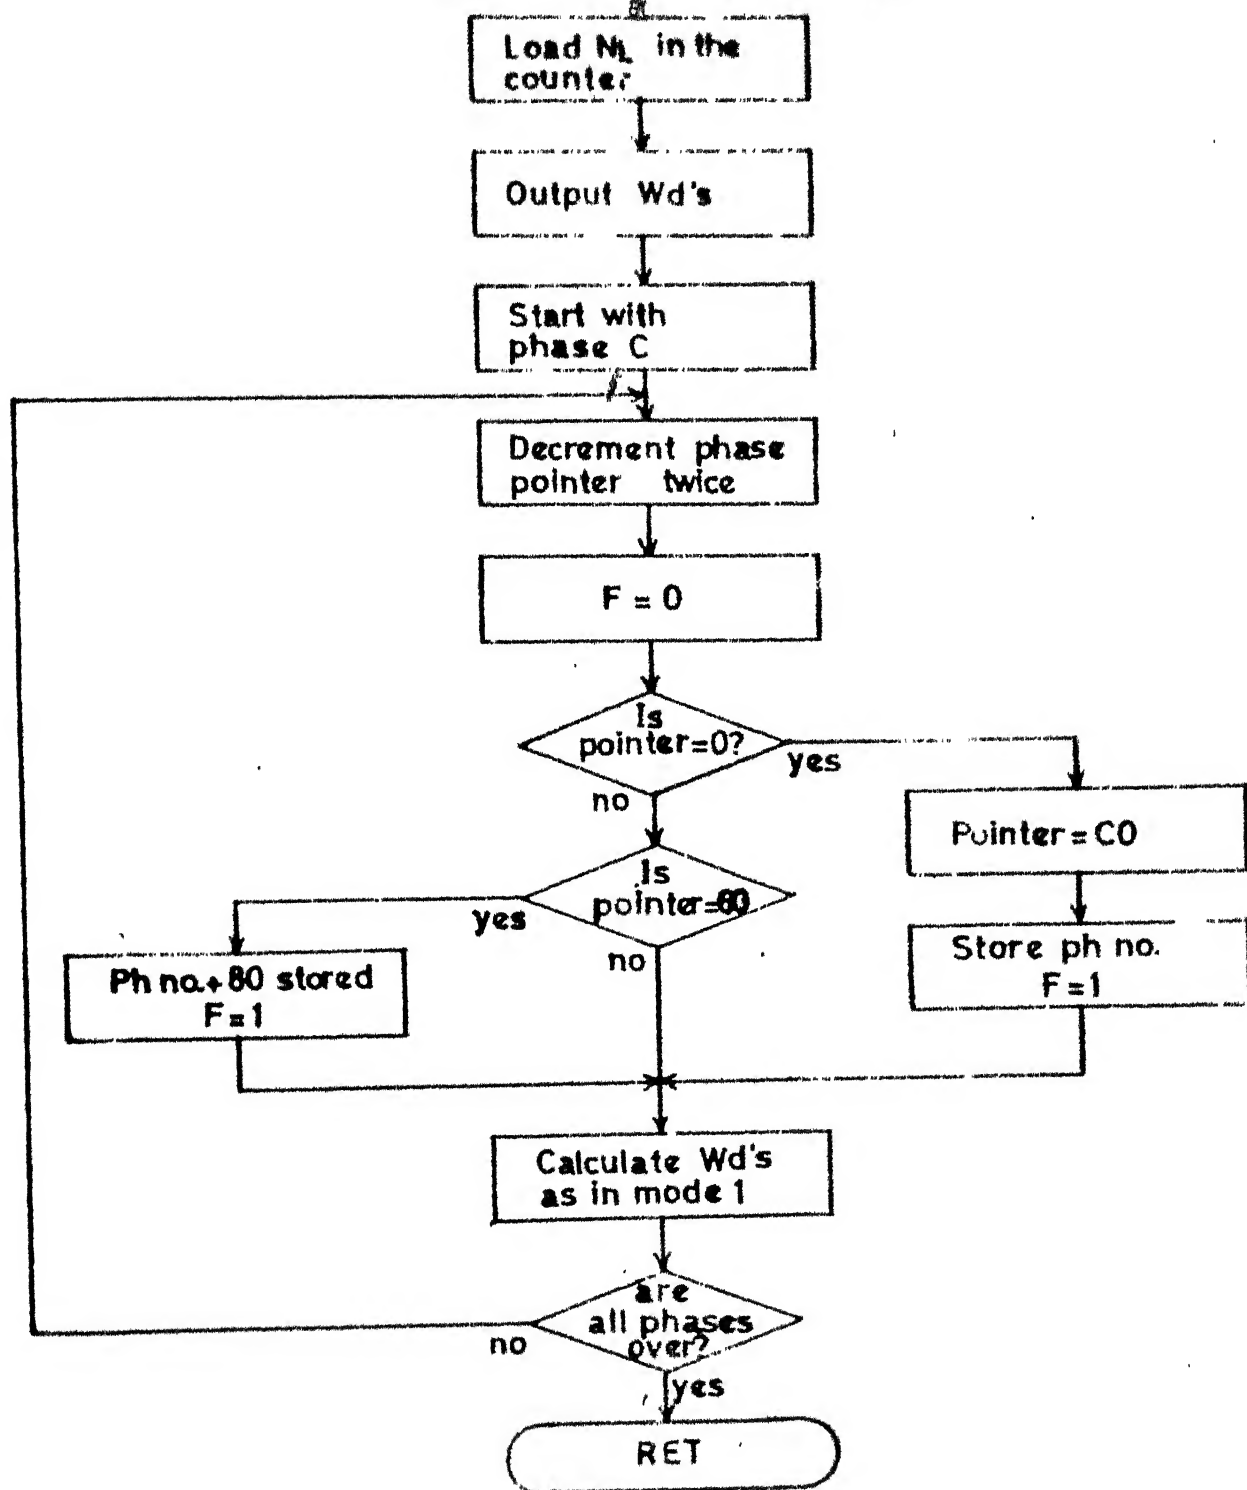 Load NL in the
counter
Output Wd's
Start with
phase C
Decrement phase
pointer twice
F = 0
Is
pointer=0?
yes
no
Pointer = C0
Is
pointer=60
yes
no
Store ph no.
F=1
Ph no.+ 80 stored
F=1
Calculate Wd's
as in mode 1
are
all phases
over?
no
yes
RET